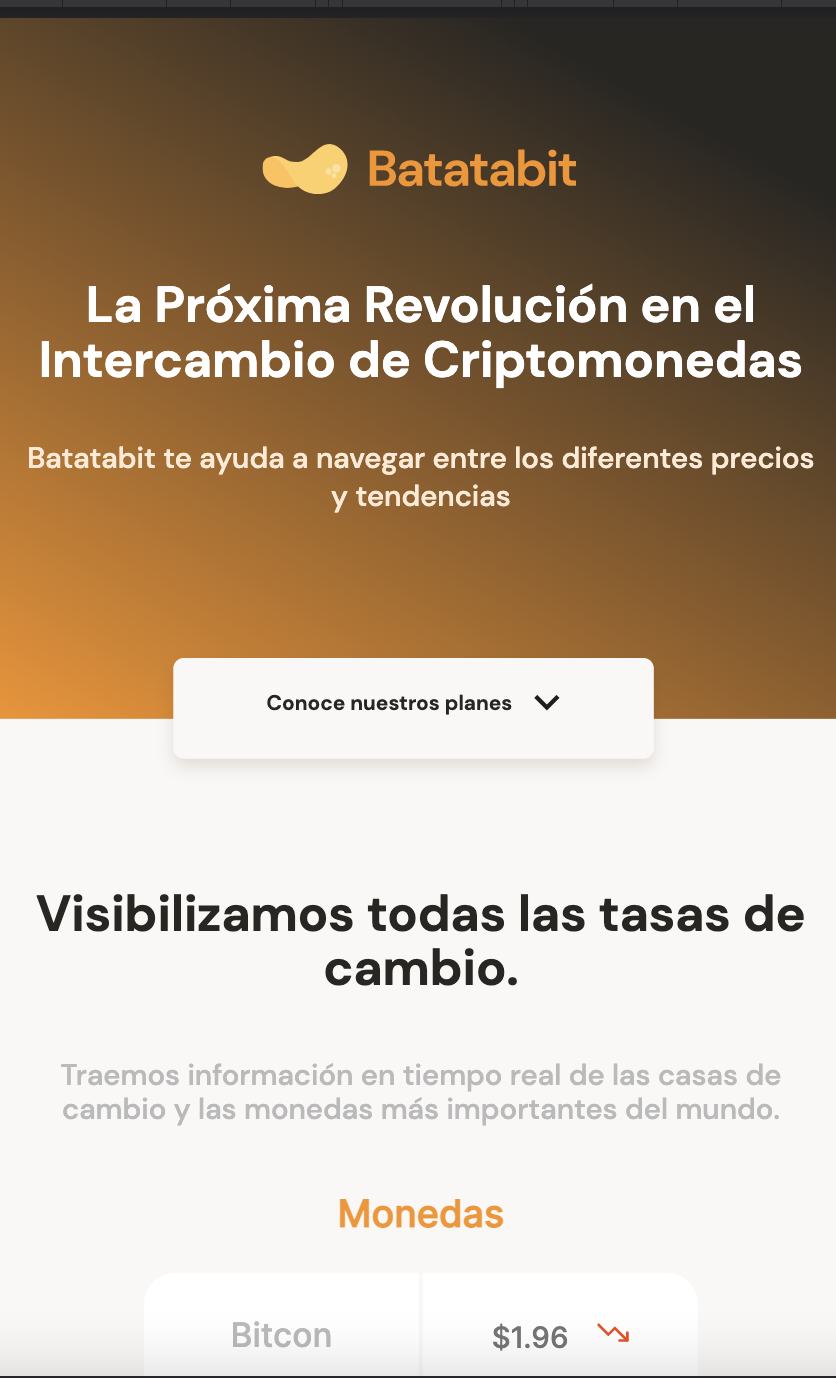 Batatabit
La Próxima Revolución en el
Intercambio de Criptomonedas
Batatabit te ayuda a navegar entre los diferentes precios
y tendencias
Conoce nuestros planes
Visibilizamos todas las tasas de
cambio.
Traemos información en tiempo real de las casas de
cambio y las monedas más importantes del mundo.
Monedas
Bitcon $1.96